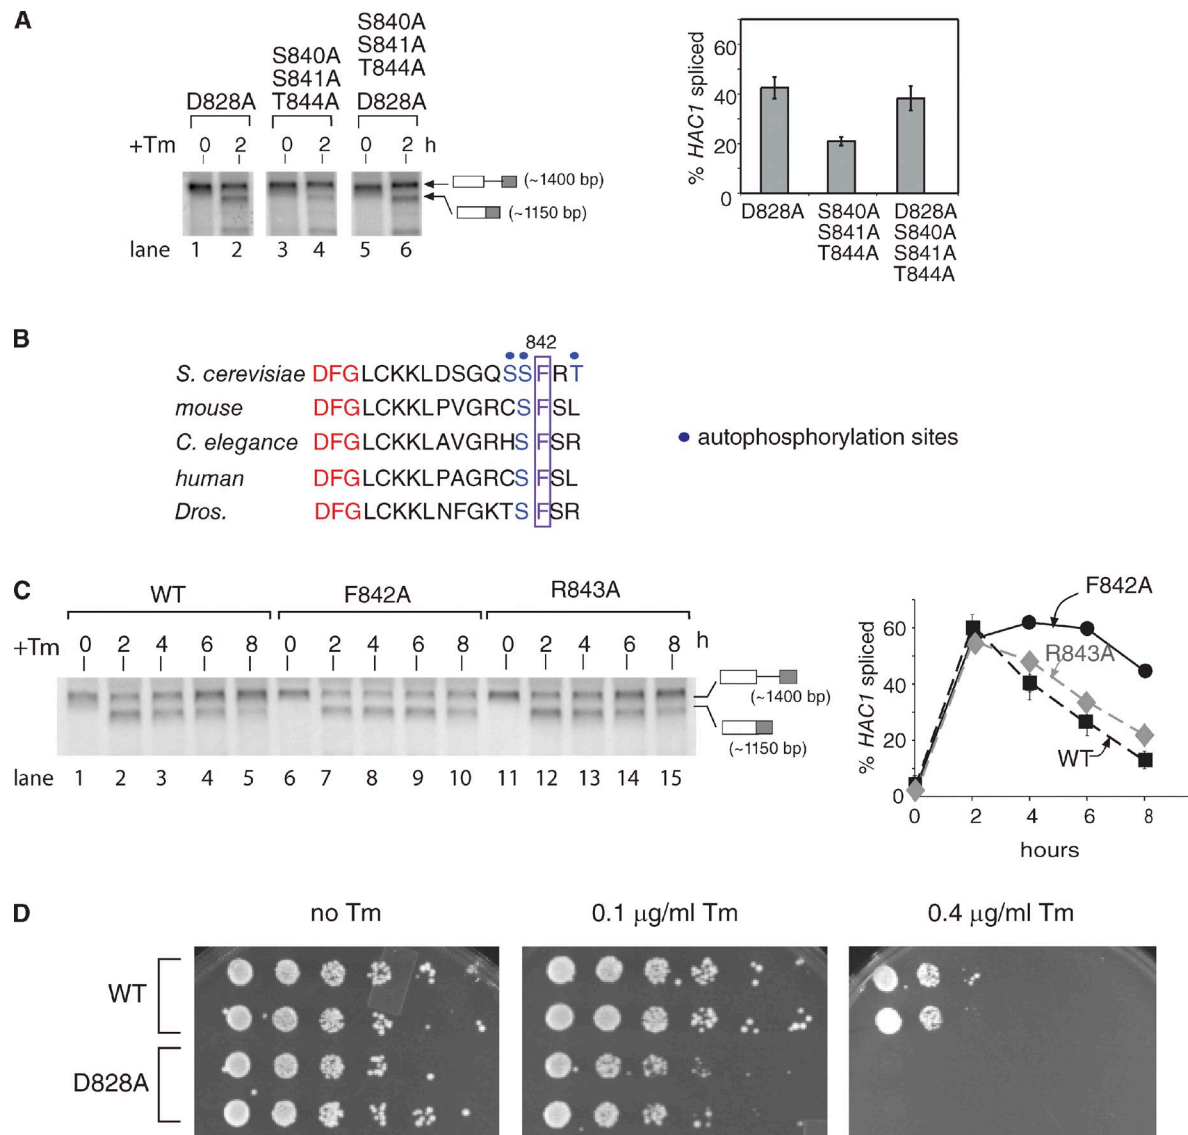 A
D828A
S840A
S841A
T844A
S840A
S841A
T844A
D828A
+Tm 0 2 0 2 0 2 h
(~1400 bp)
(~1150 bp)
lane 1 2 3 4 5 6
% HAC1 spliced
60
40
20
0
D828A
S840A
S841A
T844A
D828A
S840A
S841A
T844A
B
842
S. cerevisiae DFGLCKKLDSGQSSFRT
mouse DFGLCKKLPVGRCSFSL
C. elegance DFGLCKKLAVGRHSFSR
human DFGLCKKLPAGRCSFSL
Dros. DFGLCKKLNFGKTSFSR
autophosphorylation sites
C
WT F842A R843A
+Tm 0 2 4 6 8 0 2 4 6 8 0 2 4 6 8 h
(~1400 bp)
(~1150 bp)
lane 1 2 3 4 5 6 7 8 9 10 11 12 13 14 15
% HAC1 spliced
60
40
20
0
F842A
R843A
WT
0 2 4 6 8
hours
D
no Tm 0.1 µg/ml Tm 0.4 µg/ml Tm
WT
D828A